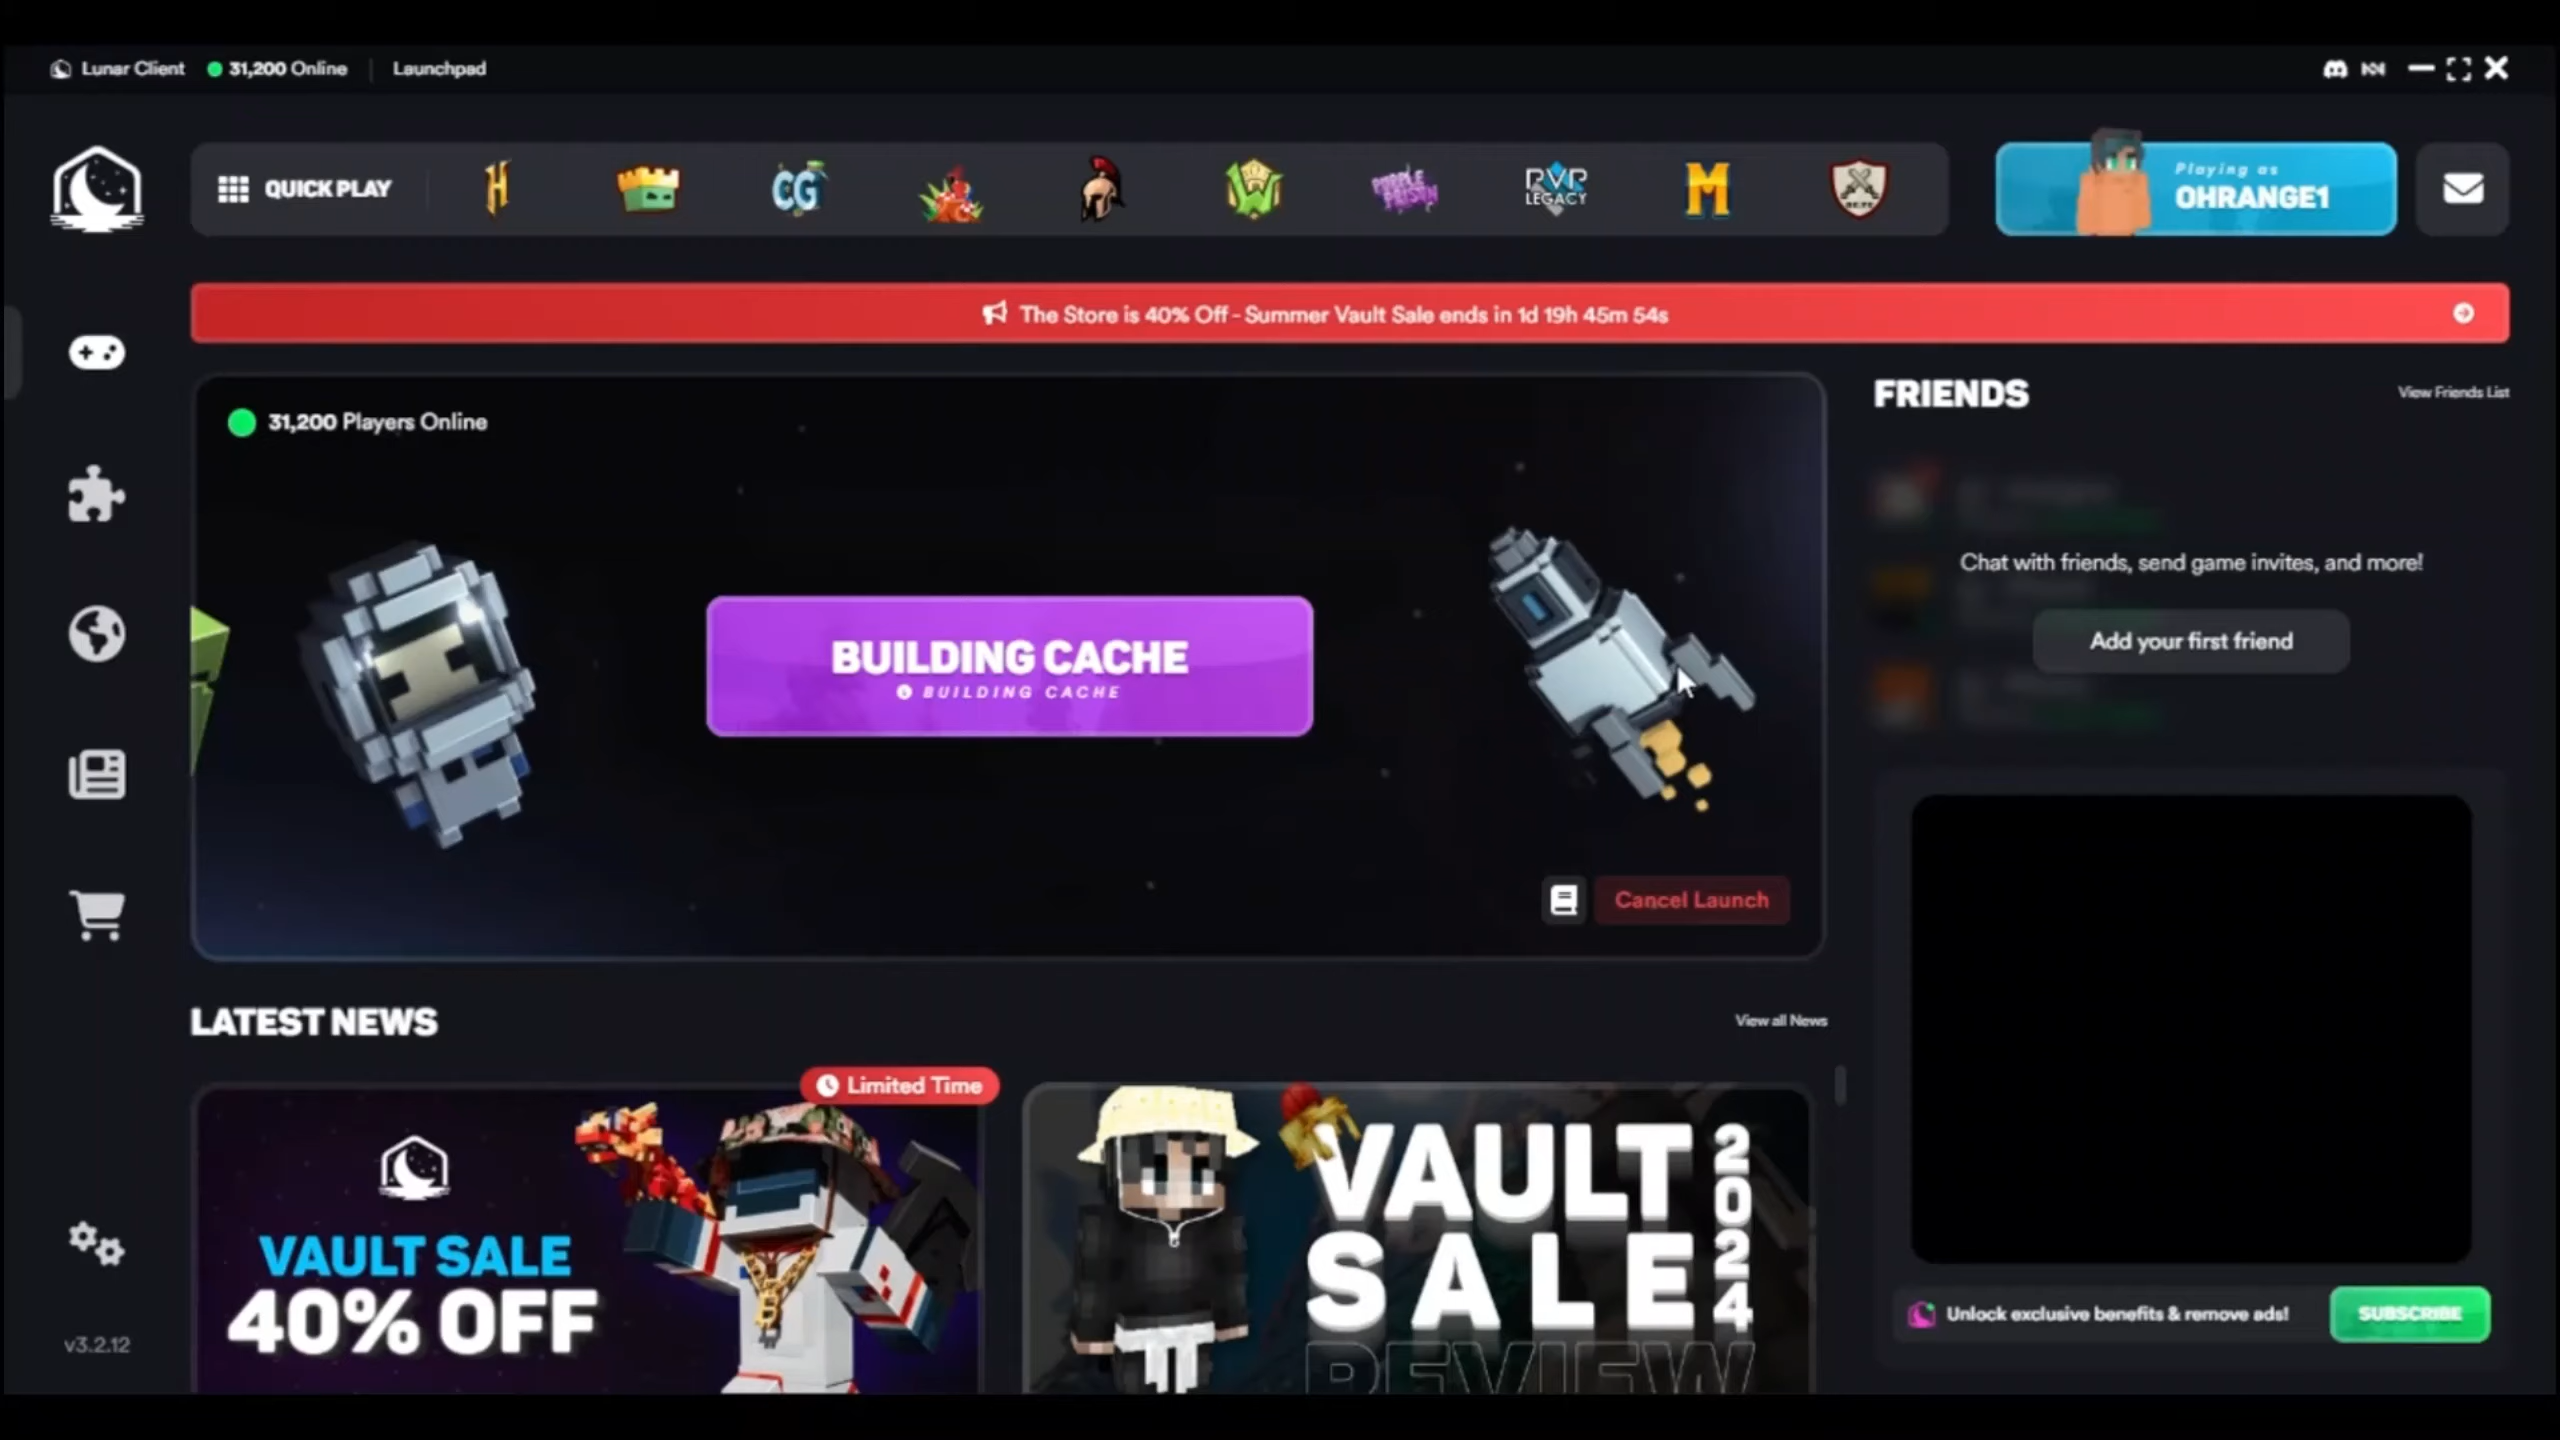 Lunar Client
31,200 Online
Launchpad
QUICK PLAY
H
CG
W
PURPLE
PRISON
PVP
LEGACY
M
Playing as
OHRANGE1
The Store is 40% Off - Summer Vault Sale ends in 1d 19h 45m 54s
31,200 Players Online
BUILDING CACHE
BUILDING CACHE
Cancel Launch
FRIENDS
View Friends List
Chat with friends, send game invites, and more!
Add your first friend
LATEST NEWS
View all News
Limited Time
VAULT SALE
40% OFF
VAULT
SALE
2024
REVIEW
Unlock exclusive benefits & remove ads!
SUBSCRIBE
v3.2.12